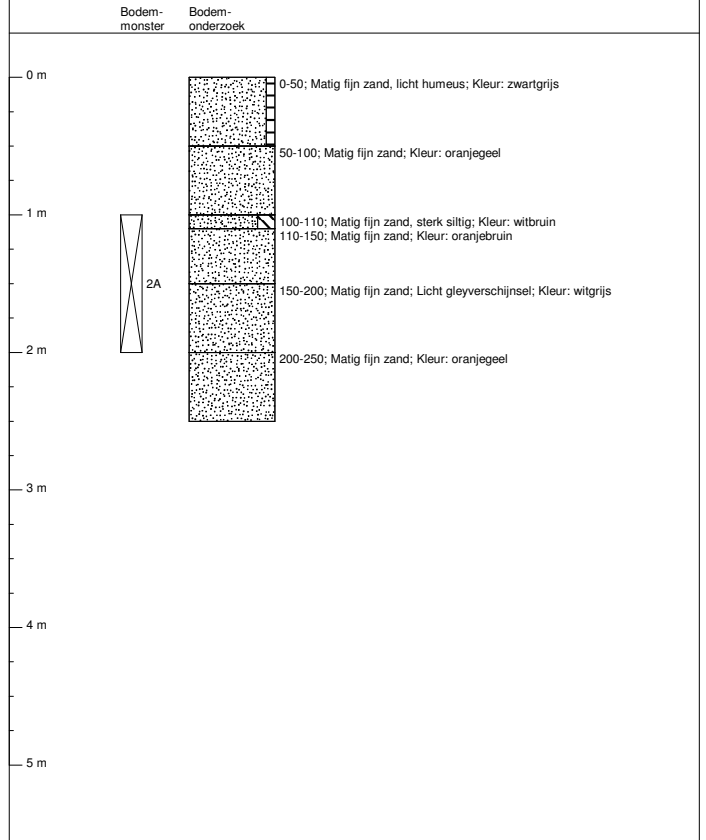 Bodem-
monster
Bodem-
onderzoek
0 m
0-50; Matig fijn zand, licht humeus; Kleur: zwartgrijs
50-100; Matig fijn zand; Kleur: oranjegeel
1 m
100-110; Matig fijn zand, sterk siltig; Kleur: witbruin
110-150; Matig fijn zand; Kleur: oranjebruin
2A
150-200; Matig fijn zand; Licht gleyverschijnsel; Kleur: witgrijs
2 m
200-250; Matig fijn zand; Kleur: oranjegeel
3 m
4 m
5 m